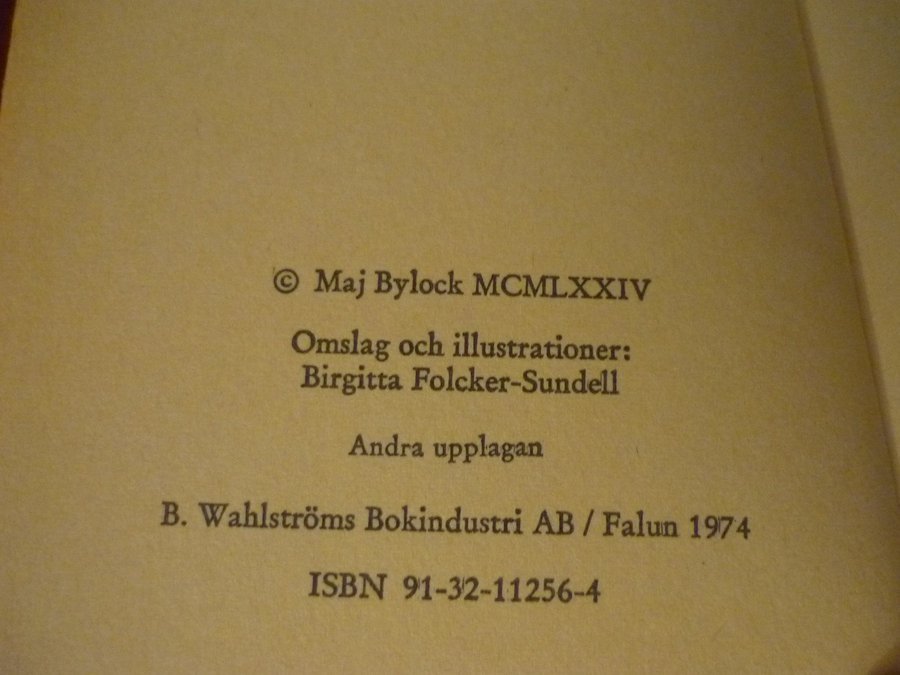 © Maj Bylock MCMLXXIV
Omslag och illustrationer:
Birgitta Folcker-Sundell
Andra upplagan
B. Wahlströms Bokindustri AB / Falun 1974
ISBN 91-32-11256-4